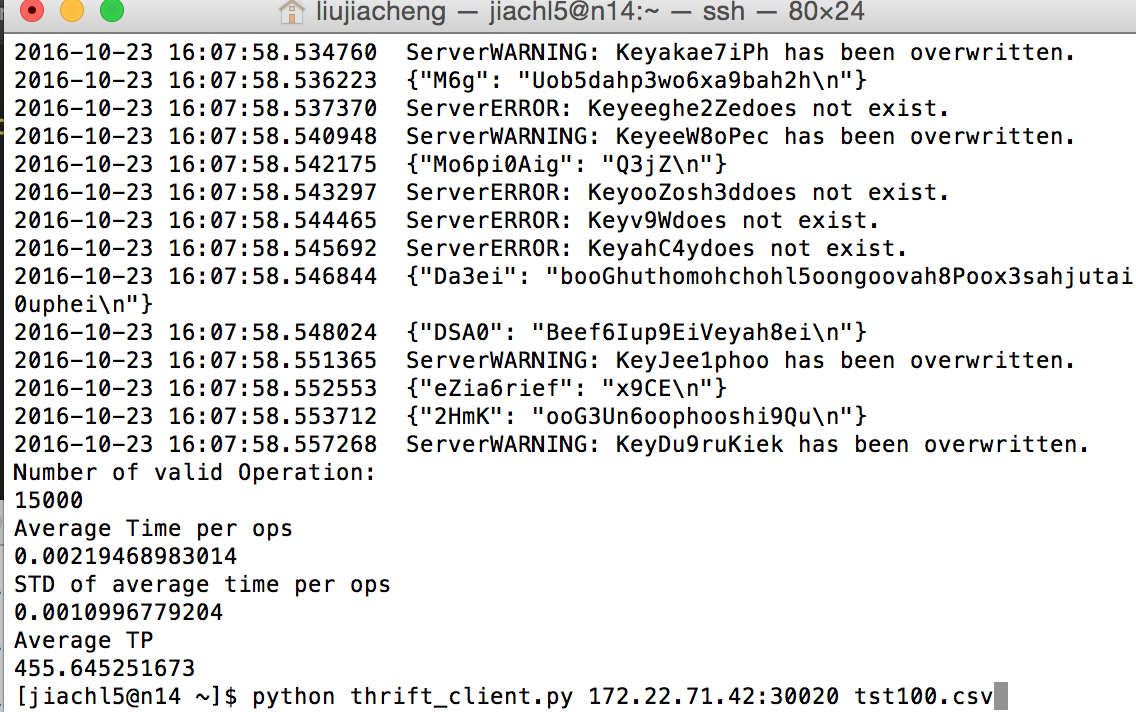 liujiacheng — jiachl5@n14:~ — ssh — 80×24
2016-10-23 16:07:58.534760  ServerWARNING: Keyakae7iPh has been overwritten.
2016-10-23 16:07:58.536223  {"M6g": "Uob5dahp3wo6xa9bah2h\n"}
2016-10-23 16:07:58.537370  ServerERROR: Keyeeghe2Zedoes not exist.
2016-10-23 16:07:58.540948  ServerWARNING: KeyeeW8oPec has been overwritten.
2016-10-23 16:07:58.542175  {"Mo6pi0Aig": "Q3jZ\n"}
2016-10-23 16:07:58.543297  ServerERROR: KeyooZosh3ddoes not exist.
2016-10-23 16:07:58.544465  ServerERROR: Keyv9Wdoes not exist.
2016-10-23 16:07:58.545692  ServerERROR: KeyahC4ydoes not exist.
2016-10-23 16:07:58.546844  {"Da3ei": "booGhuthomohchohl5oongoovah8Poox3sahjutai
0uphei\n"}
2016-10-23 16:07:58.548024  {"DSA0": "Beef6Iup9EiVeyah8ei\n"}
2016-10-23 16:07:58.551365  ServerWARNING: KeyJee1phoo has been overwritten.
2016-10-23 16:07:58.552553  {"eZia6rief": "x9CE\n"}
2016-10-23 16:07:58.553712  {"2HmK": "ooG3Un6oophooshi9Qu\n"}
2016-10-23 16:07:58.557268  ServerWARNING: KeyDu9ruKiek has been overwritten.
Number of valid Operation:
15000
Average Time per ops
0.00219468983014
STD of average time per ops
0.0010996779204
Average TP
455.645251673
[jiachl5@n14 ~]$ python thrift_client.py 172.22.71.42:30020 tst100.csv